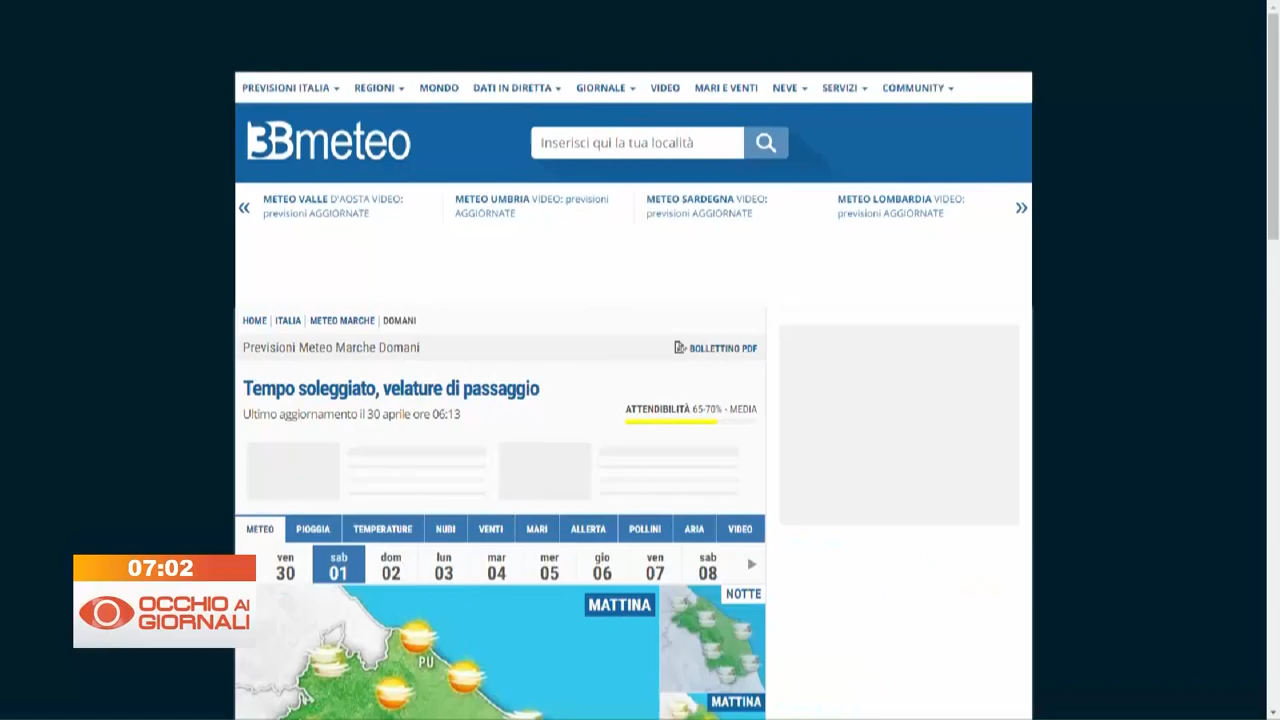 PREVISIONI ITALIA REGIONI MONDO DATI IN DIRETTA GIORNALE VIDEO MARI E VENTI NEVE SERVIZI COMMUNITY
3Bmeteo
Inserisci qui la tua località
METEO VALLE D'AOSTA VIDEO:
previsioni AGGIORNATE
METEO UMBRIA VIDEO: previsioni
AGGIORNATE
METEO SARDEGNA VIDEO:
previsioni AGGIORNATE
METEO LOMBARDIA VIDEO:
previsioni AGGIORNATE
HOME | ITALIA | METEO MARCHE | DOMANI
Previsioni Meteo Marche Domani
BOLLETTINO PDF
Tempo soleggiato, velature di passaggio
Ultimo aggiornamento il 30 aprile ore 06:13
ATTENDIBILITÀ 65-70% - MEDIA
METEO PIOGGIA TEMPERATURE NUBI VENTI MARI ALLERTA POLLINI ARIA VIDEO
ven sab dom lun mar mer gio ven sab
30 01 02 03 04 05 06 07 08
MATTINA
NOTTE
PU
MATTINA
07:02
OCCHIO AI
GIORNALI